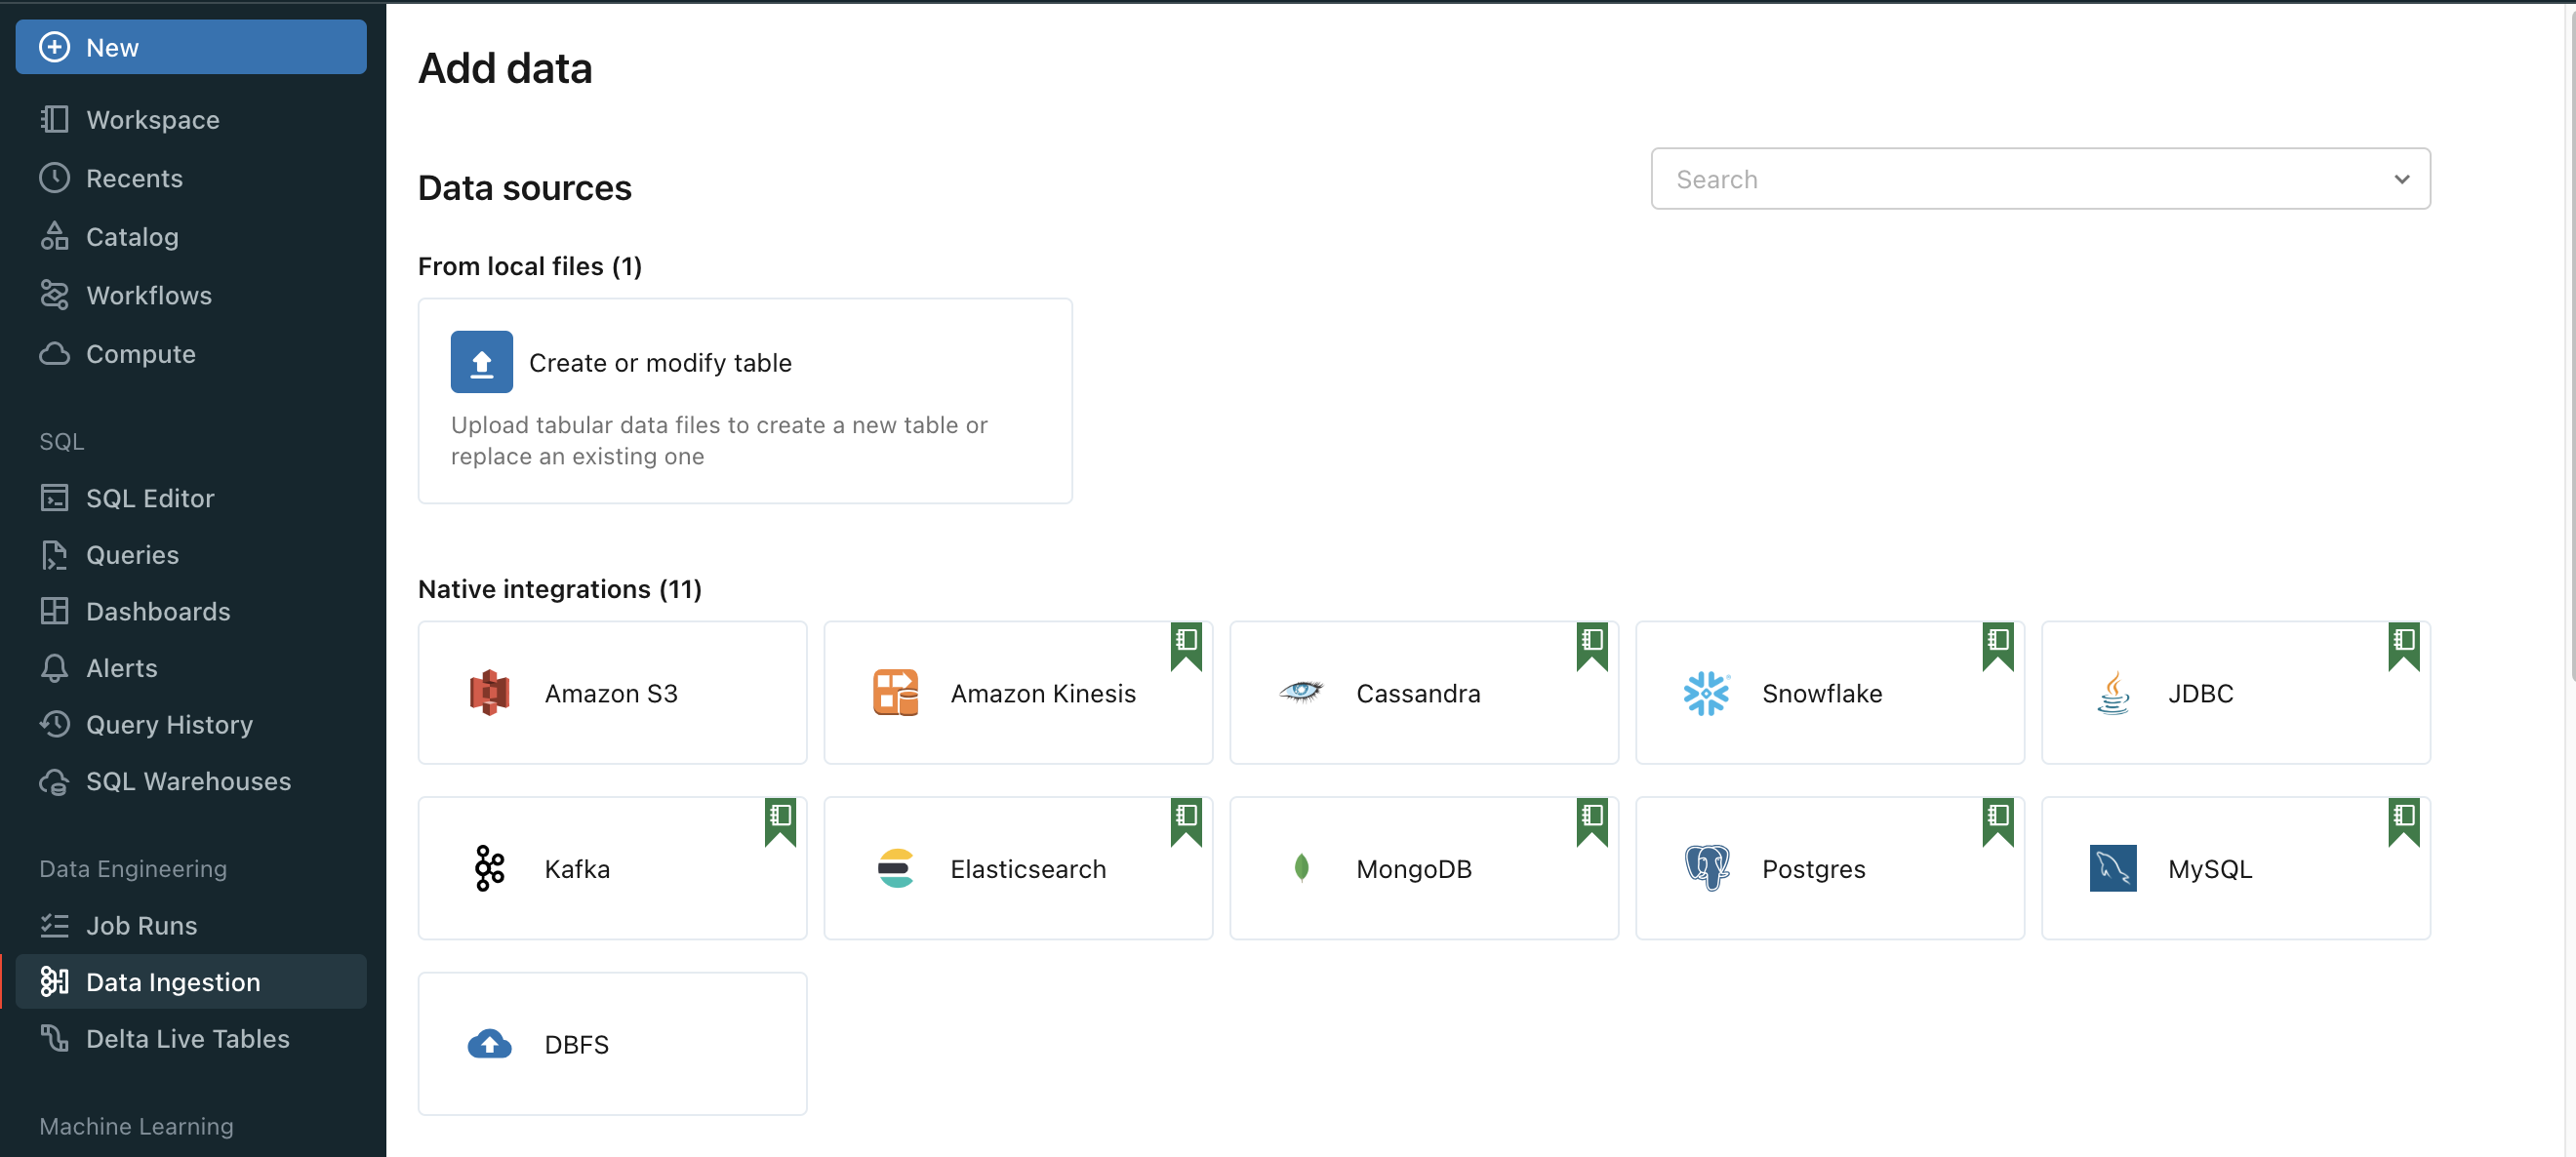 New
Workspace
Recents
Catalog
Workflows
Compute
SQL
SQL Editor
Queries
Dashboards
Alerts
Query History
SQL Warehouses
Data Engineering
Job Runs
Data Ingestion
Delta Live Tables
Machine Learning
Add data
Data sources
Search
From local files (1)
Create or modify table
Upload tabular data files to create a new table or
replace an existing one
Native integrations (11)
Amazon S3
Amazon Kinesis
Cassandra
Snowflake
JDBC
Kafka
Elasticsearch
MongoDB
Postgres
MySQL
DBFS